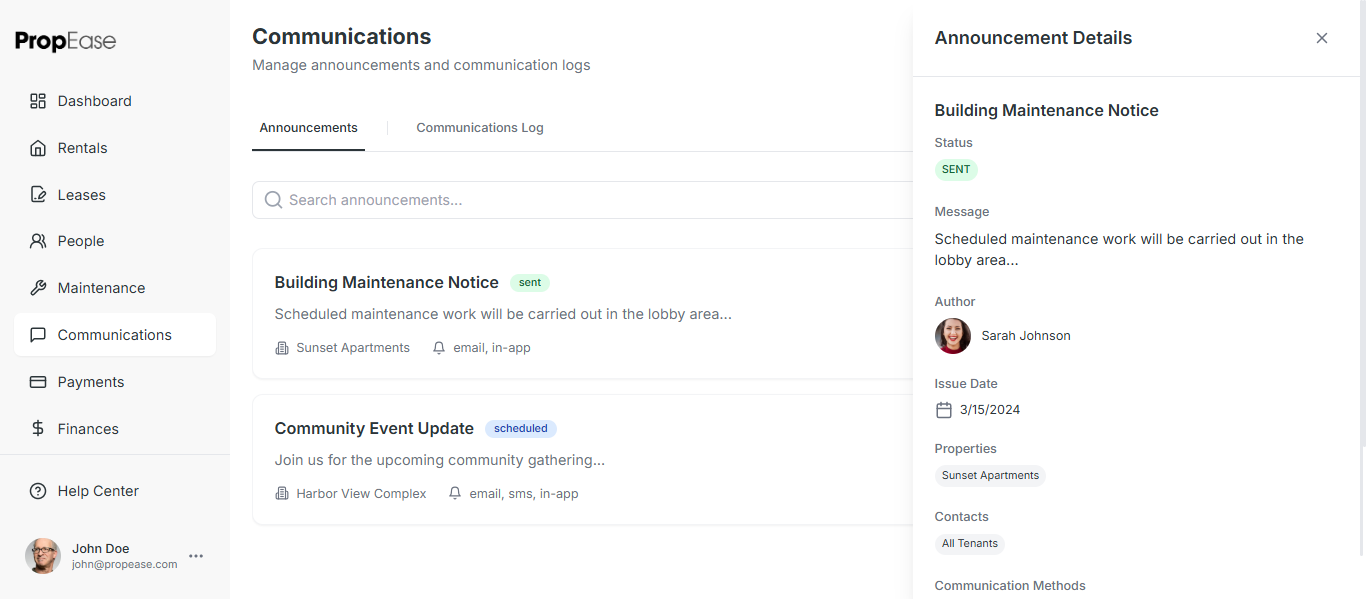 PropEase
Dashboard
Rentals
Leases
People
Maintenance
Communications
Payments
Finances
Help Center
John Doe
john@propease.com
Communications
Manage announcements and communication logs
Announcements
Communications Log
Search announcements...
Building Maintenance Notice sent
Scheduled maintenance work will be carried out in the lobby area...
Sunset Apartments email, in-app
Community Event Update scheduled
Join us for the upcoming community gathering...
Harbor View Complex email, sms, in-app
Announcement Details
Building Maintenance Notice
Status
SENT
Message
Scheduled maintenance work will be carried out in the
lobby area...
Author
Sarah Johnson
Issue Date
3/15/2024
Properties
Sunset Apartments
Contacts
All Tenants
Communication Methods